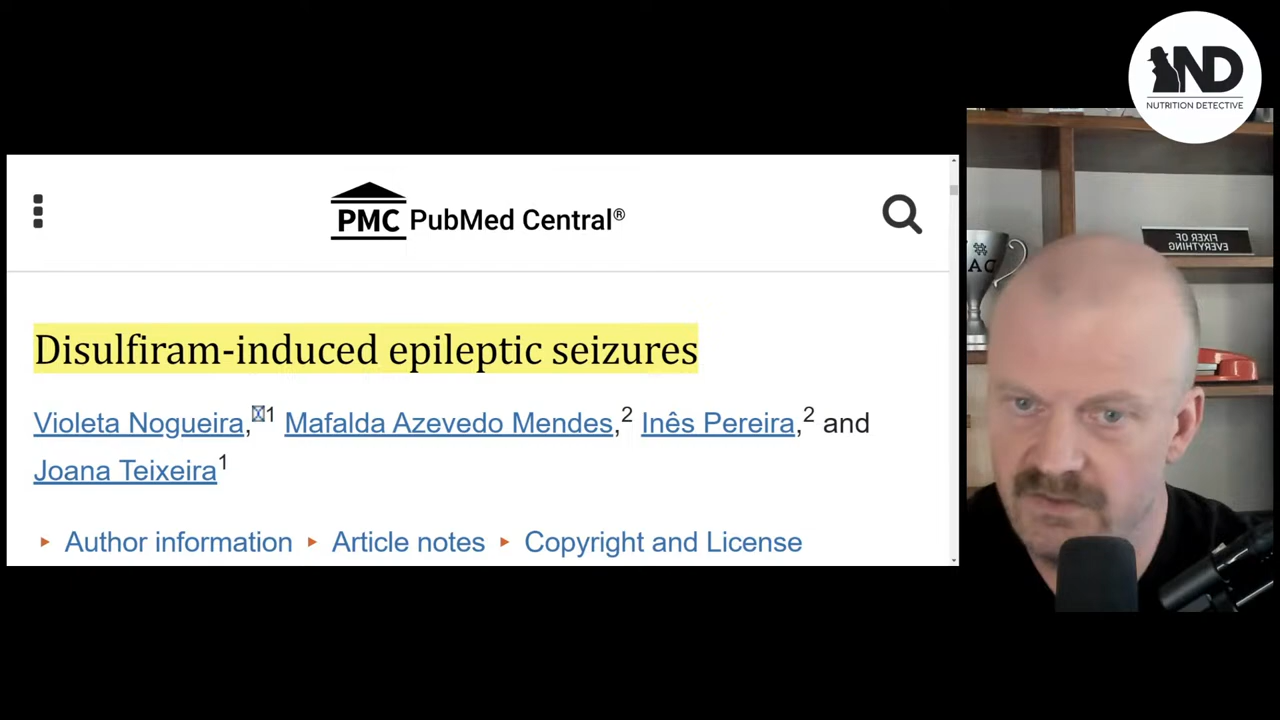 PMC PubMed Central®
Disulfiram-induced epileptic seizures
Violeta Nogueira,1 Mafalda Azevedo Mendes,2 Inês Pereira,2 and
Joana Teixeira1
Author information Article notes Copyright and License
ND
NUTRITION DETECTIVE
FIXER OF
EVERYTHING
AC